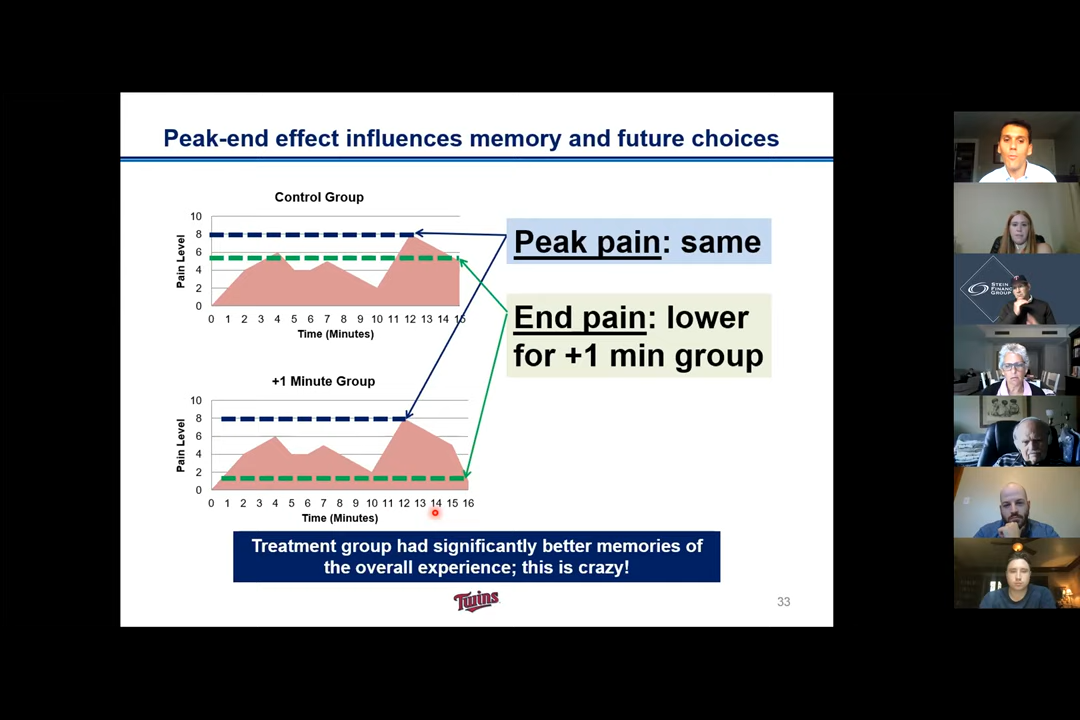 Peak-end effect influences memory and future choices
Control Group
10
8
6
4
2
0
Pain Level
0 1 2 3 4 5 6 7 8 9 10 11 12 13 14 15
Time (Minutes)
Peak pain: same
End pain: lower
for +1 min group
+1 Minute Group
10
8
6
4
2
0
Pain Level
0 1 2 3 4 5 6 7 8 9 10 11 12 13 14 15 16
Time (Minutes)
Treatment group had significantly better memories of
the overall experience; this is crazy!
Twins
33
STEIN
FINANC
GROUP